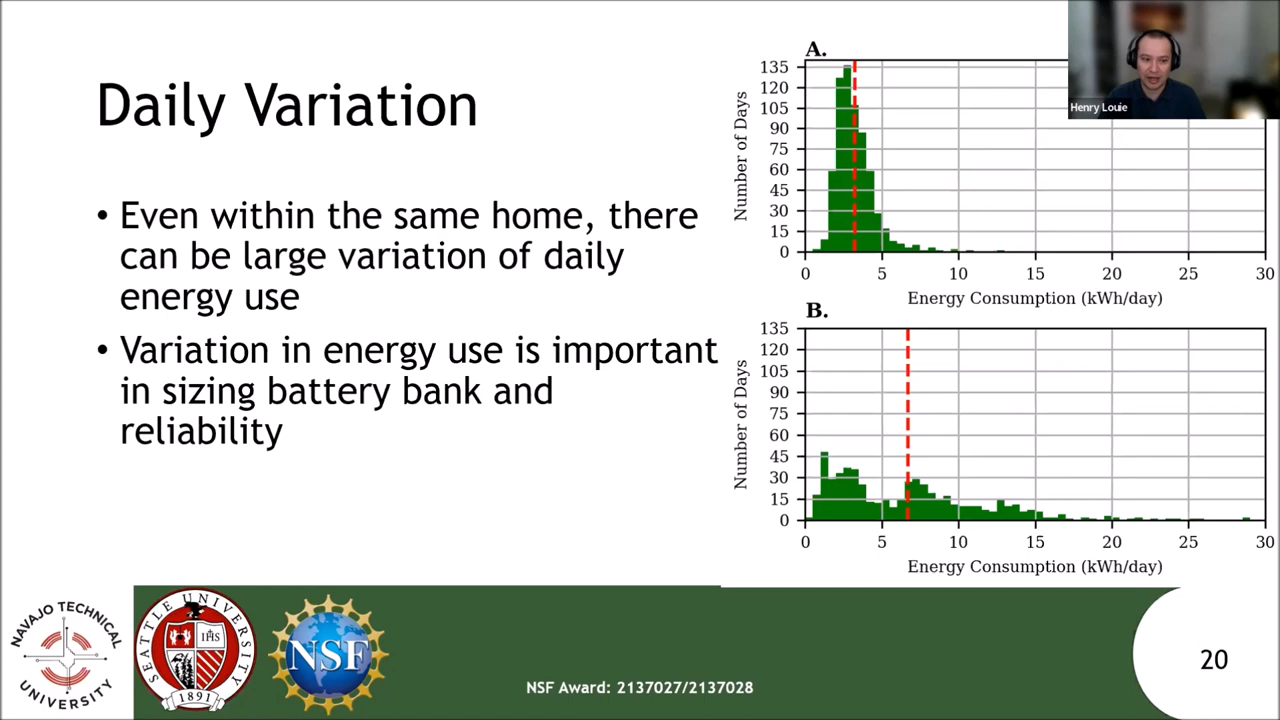 Daily Variation
• Even within the same home, there
can be large variation of daily
energy use
• Variation in energy use is important
in sizing battery bank and
reliability
A.
135
120
105
90
75
60
45
30
15
0
Number of Days
0 5 10 15 20 25 30
Energy Consumption (kWh/day)
B.
135
120
105
90
75
60
45
30
15
0
Number of Days
0 5 10 15 20 25 30
Energy Consumption (kWh/day)
Henry Louie
NAVAJO TECHNICAL
UNIVERSITY
SEATTLE UNIVERSITY
IHS
1891
NSF
NSF Award: 2137027/2137028
20